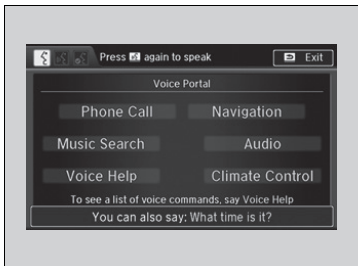 Press again to speak
Exit
Voice Portal
Phone Call
Navigation
Music Search
Audio
Voice Help
Climate Control
To see a list of voice commands, say Voice Help
You can also say: What time is it?